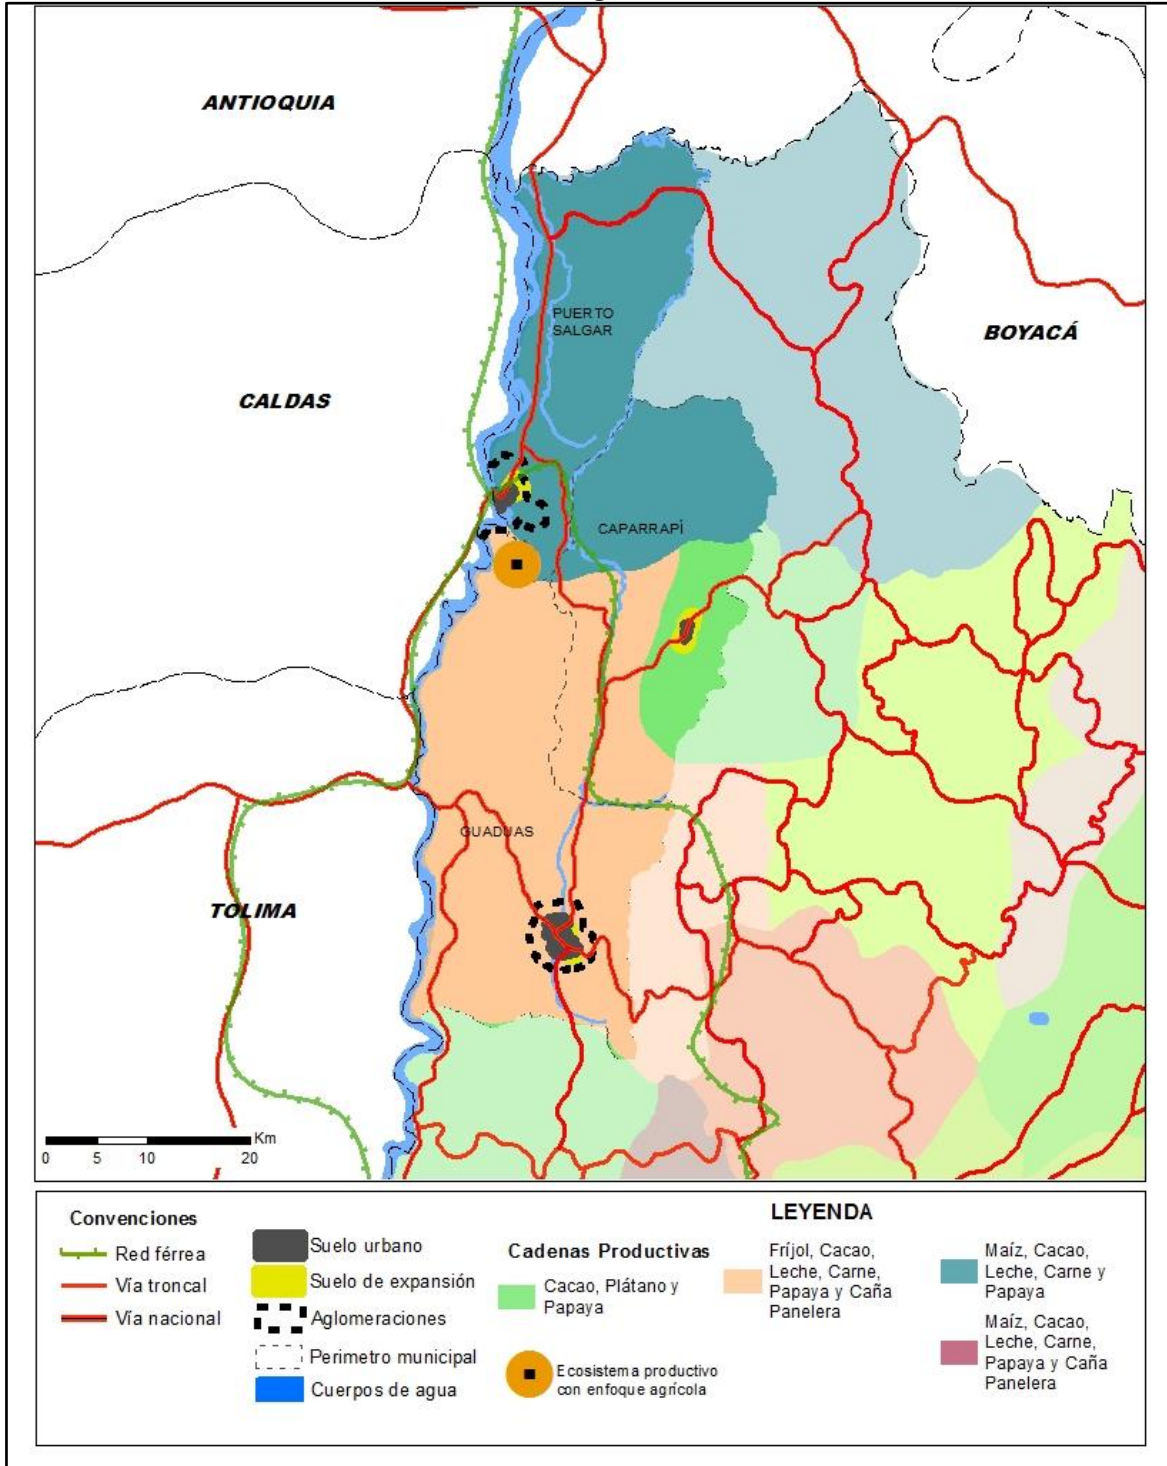 ANTIOQUIA
PUERTO
SALGAR
BOYACÁ
CALDAS
CAPARRAPÍ
GUADUAS
TOLIMA
Km
0 5 10 20
LEYENDA
Convenciones
Red férrea
Vía troncal
Vía nacional
Suelo urbano
Suelo de expansión
Aglomeraciones
Perimetro municipal
Cuerpos de agua
Cadenas Productivas
Cacao, Plátano y
Papaya
Ecosistema productivo
con enfoque agrícola
Fríjol, Cacao,
Leche, Carne,
Papaya y Caña
Panelera
Maíz, Cacao,
Leche, Carne y
Papaya
Maíz, Cacao,
Leche, Carne,
Papaya y Caña
Panelera